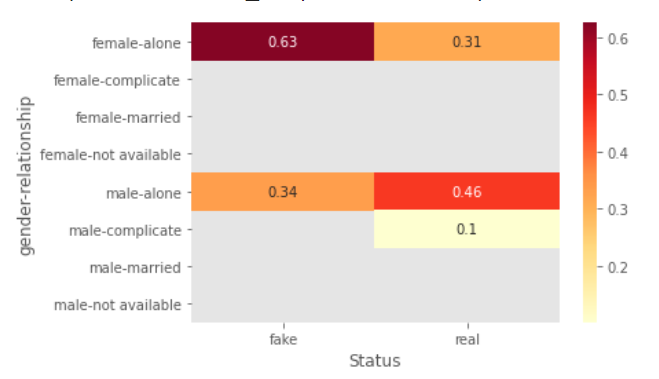 female-alone 0.63 0.31
female-complicate
female-married
female-not available
male-alone 0.34 0.46
male-complicate 0.1
male-married
male-not available
gender-relationship
fake real
Status
0.6
0.5
0.4
0.3
0.2